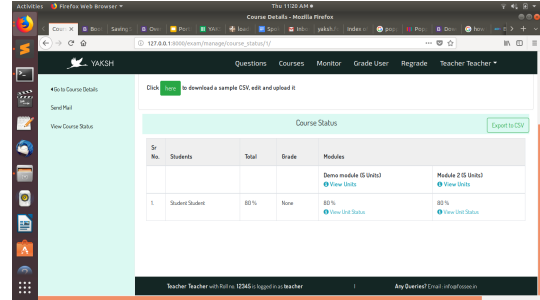 Activities Firefox Web Browser Thu 11:20 AM
Course Details - Mozilla Firefox
127.0.0.1:8000/exam/manage/course_status/1/
YAKSH Questions Courses Monitor Grade User Regrade Teacher Teacher
Go to Course Details
Send Mail
View Course Status
Click here to download a sample CSV, edit and upload it
Course Status Export to CSV
Sr No. Students Total Grade Modules
Demo module (5 Units) Module 2 (5 Units)
View Units View Units
1. Student Student 80 % None 80 % 80 %
View Unit Status View Unit Status
Teacher Teacher with Roll no. 12345 is logged in as teacher | Any Queries? Email : info@fossee.in